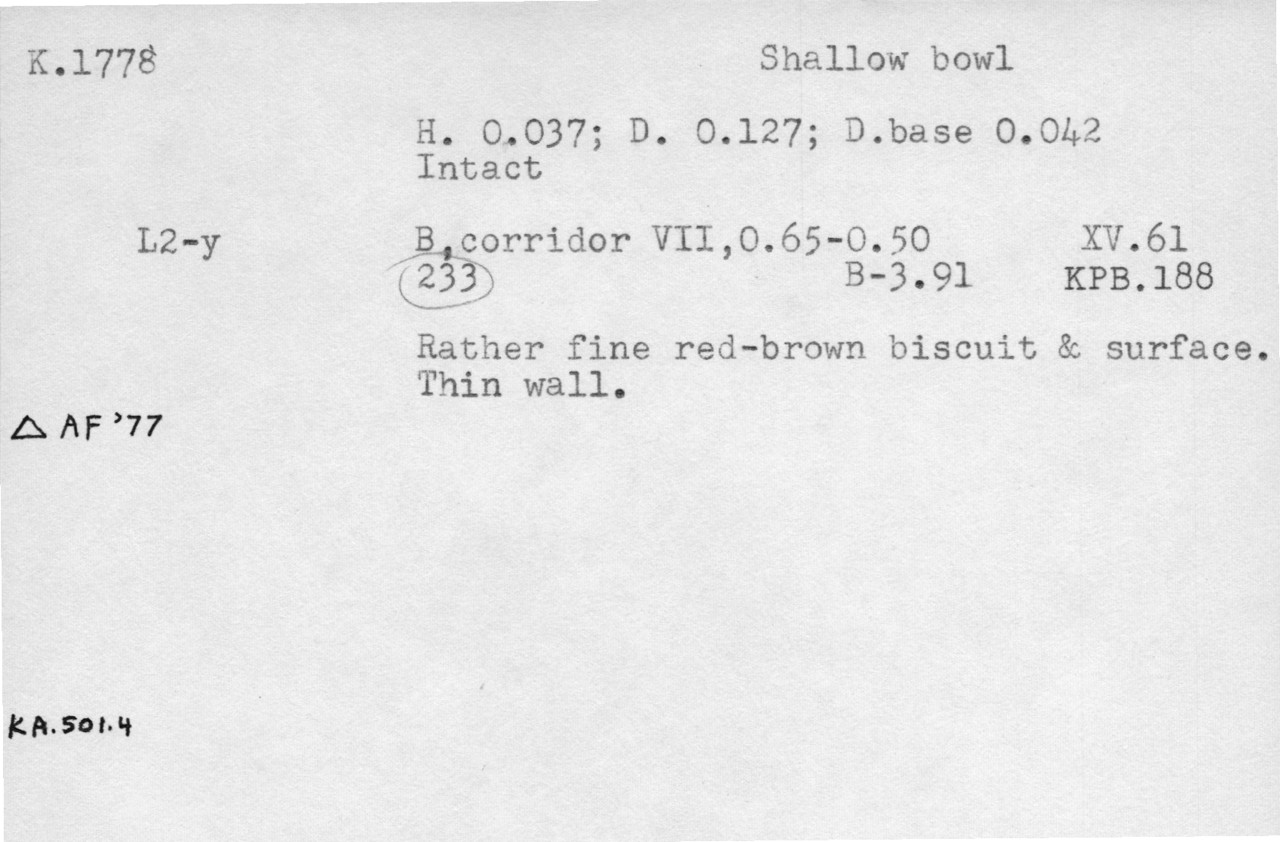 K.1778 Shallow bowl
H. 0.037; D. 0.127; D.base 0.042
Intact
L2-y B,corridor VII,0.65-0.50 XV.61
233 B-3.91 KPB.188
Rather fine red-brown biscuit & surface.
Thin wall.
△ AF '77
KA.501.4